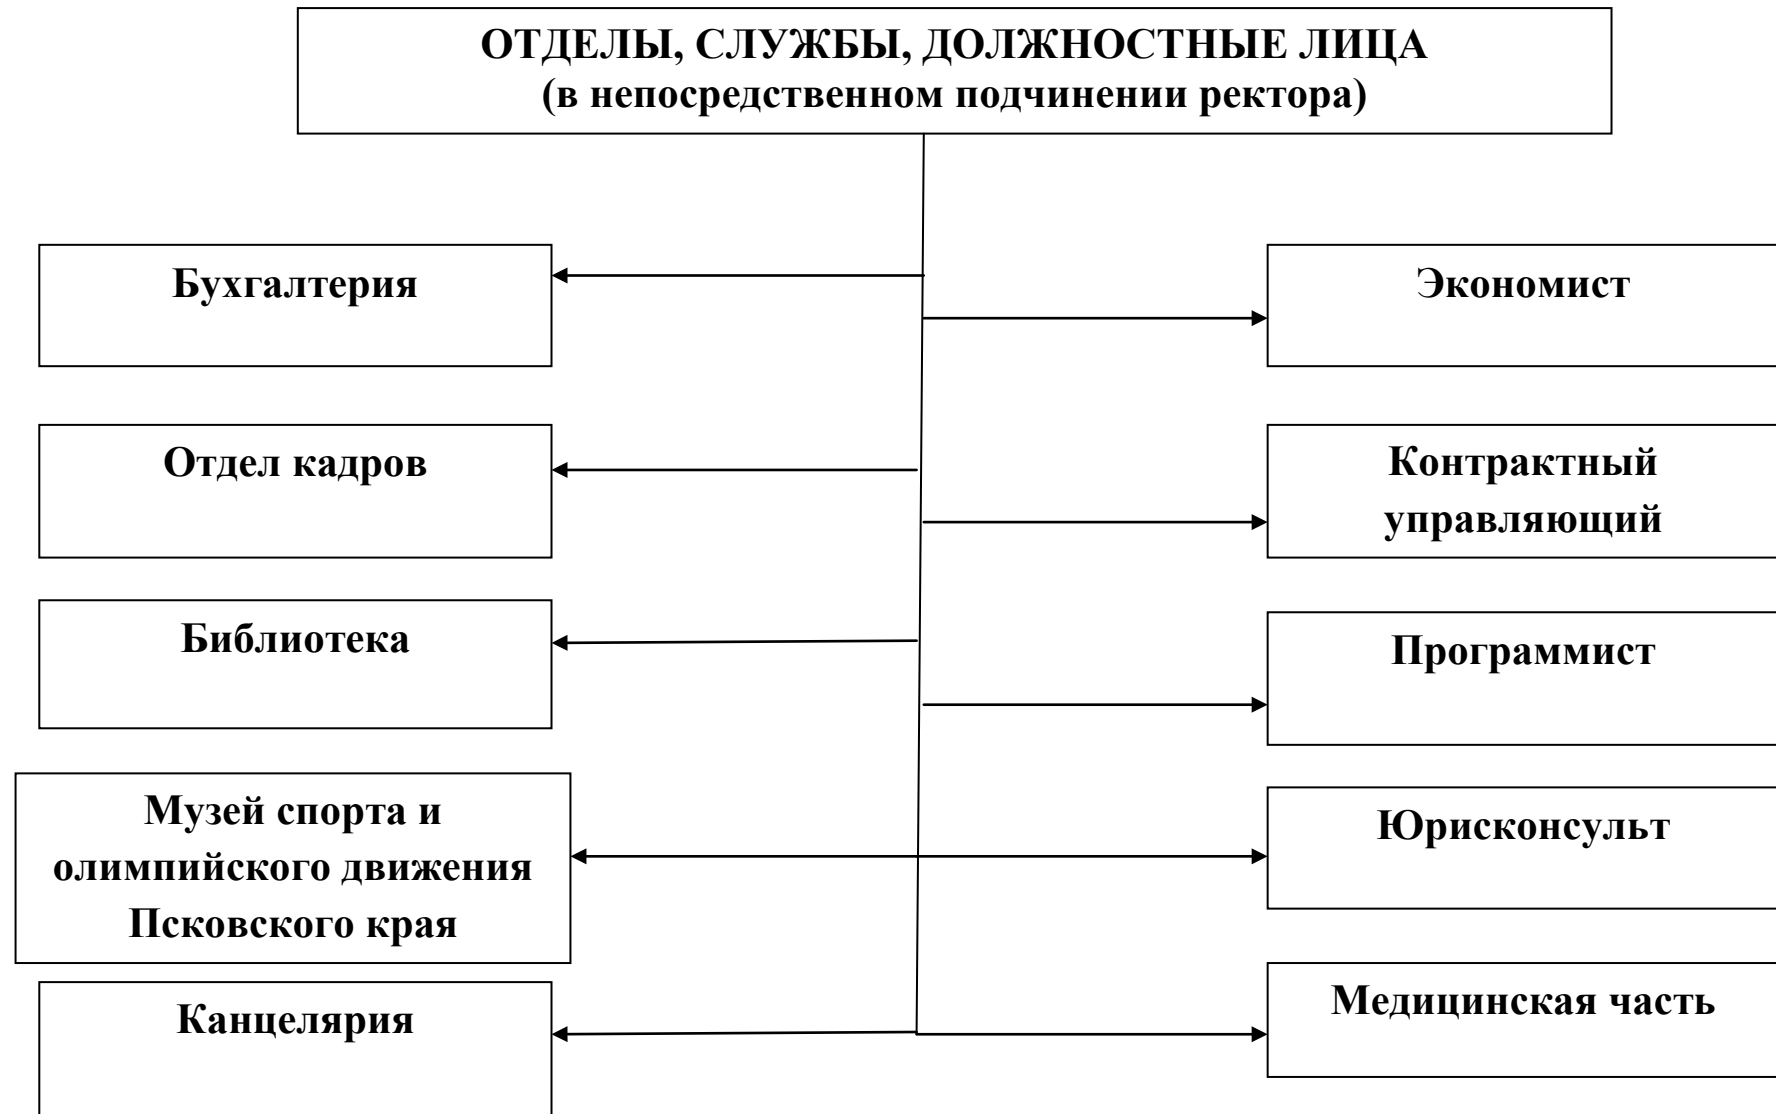 ОТДЕЛЫ, СЛУЖБЫ, ДОЛЖНОСТНЫЕ ЛИЦА
(в непосредственном подчинении ректора)
Бухгалтерия
Экономист
Отдел кадров
Контрактный
управляющий
Библиотека
Программист
Музей спорта и
олимпийского движения
Псковского края
Юрисконсульт
Канцелярия
Медицинская часть